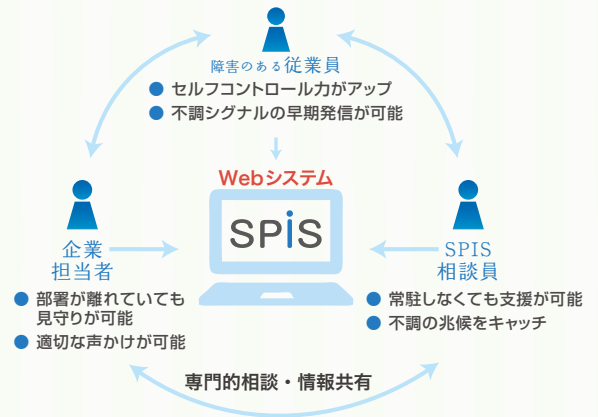 障害のある従業員
● セルフコントロール力がアップ
● 不調シグナルの早期発信が可能
Webシステム
SPiS
企業
担当者
● 部署が離れていても
見守りが可能
● 適切な声かけが可能
SPIS
相談員
● 常駐しなくても支援が可能
● 不調の兆候をキャッチ
専門的相談・情報共有